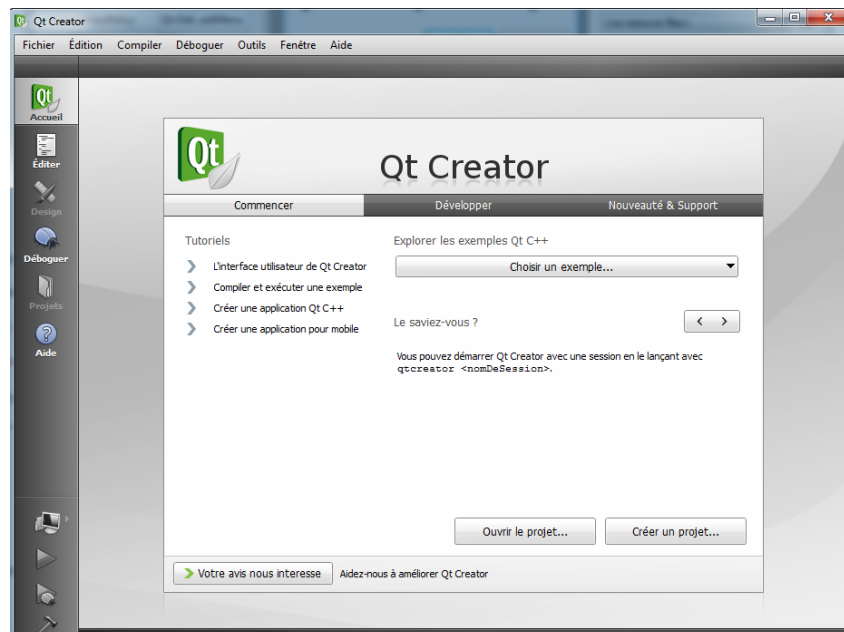 Qt Creator
Fichier Édition Compiler Déboguer Outils Fenêtre Aide
Qt
Accueil
Éditer
Design
Déboguer
Projets
Aide
Qt
Qt Creator
Commencer Développer Nouveauté & Support
Tutoriels
L'interface utilisateur de Qt Creator
Compiler et exécuter une exemple
Créer une application Qt C++
Créer une application pour mobile
Explorer les exemples Qt C++
Choisir un exemple...
Le saviez-vous ?
Vous pouvez démarrer Qt Creator avec une session en le lançant avec
qtcreator <nomDeSession>.
Ouvrir le projet... Créer un projet...
Votre avis nous interesse Aidez-nous à améliorer Qt Creator